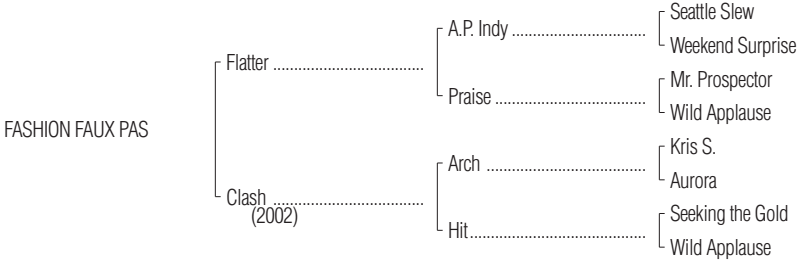 Seattle Slew
A.P. Indy ....................................
Weekend Surprise
Flatter ........................................
Mr. Prospector
Praise ........................................
Wild Applause
FASHION FAUX PAS
Kris S.
Arch ..........................................
Aurora
Clash ........................................
(2002)
Seeking the Gold
Hit ..............................................
Wild Applause